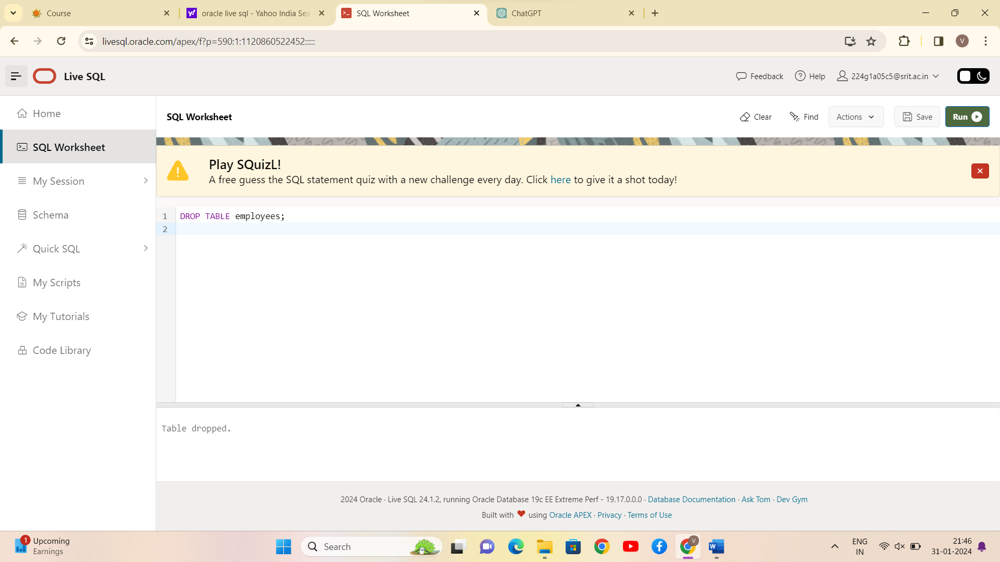 Course
oracle live sql - Yahoo India Sea
SQL Worksheet
ChatGPT
livesql.oracle.com/apex/f?p=590:1:1120860522452:::::
V
Live SQL
Feedback
Help
224g1a05c5@srit.ac.in
Home
SQL Worksheet
My Session
Schema
Quick SQL
My Scripts
My Tutorials
Code Library
SQL Worksheet
Clear
Find
Actions
Save
Run
Play SQuizL!
A free guess the SQL statement quiz with a new challenge every day. Click here to give it a shot today!
1 DROP TABLE employees;
2
Table dropped.
2024 Oracle · Live SQL 24.1.2, running Oracle Database 19c EE Extreme Perf - 19.17.0.0.0 · Database Documentation · Ask Tom · Dev Gym
Built with ❤ using Oracle APEX · Privacy · Terms of Use
1
Upcoming
Earnings
Search
V
ENG
IN
21:46
31-01-2024